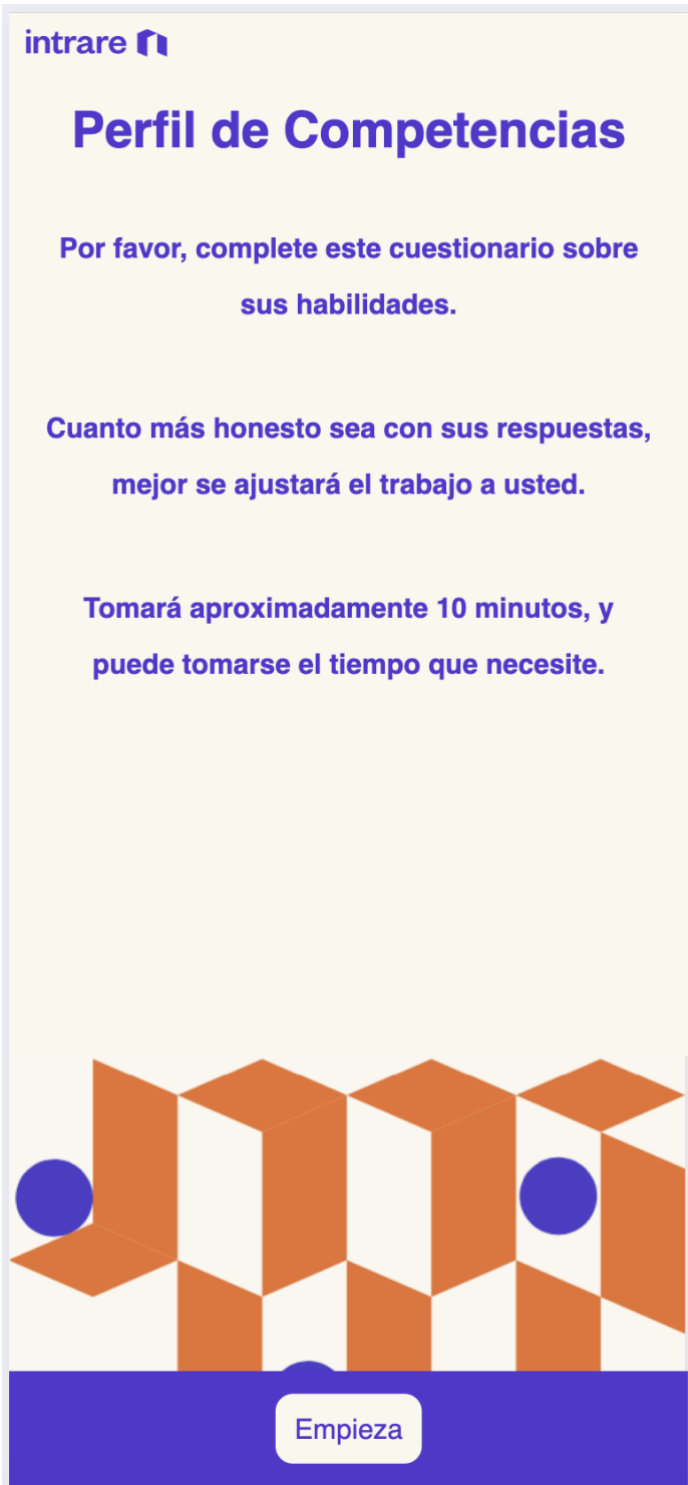 intrare
Perfil de Competencias
Por favor, complete este cuestionario sobre
sus habilidades.
Cuanto más honesto sea con sus respuestas,
mejor se ajustará el trabajo a usted.
Tomará aproximadamente 10 minutos, y
puede tomarse el tiempo que necesite.
Empieza